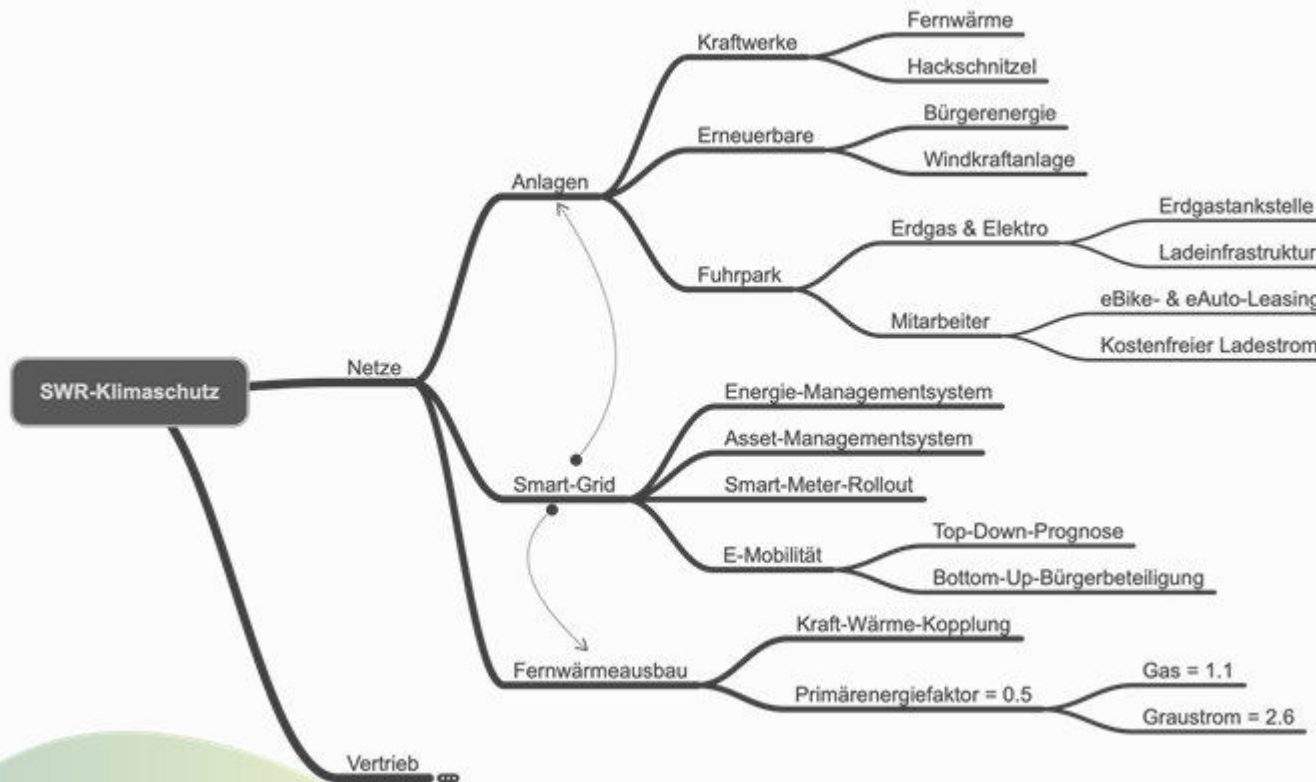 SWR-Klimaschutz
Netze
Anlagen
Kraftwerke
Fernwärme
Hackschnitzel
Erneuerbare
Bürgerenergie
Windkraftanlage
Fuhrpark
Erdgas & Elektro
Erdgastankstelle
Ladeinfrastruktur
Mitarbeiter
eBike- & eAuto-Leasing
Kostenfreier Ladestrom
Smart-Grid
Energie-Managementsystem
Asset-Managementsystem
Smart-Meter-Rollout
E-Mobilität
Top-Down-Prognose
Bottom-Up-Bürgerbeteiligung
Fernwärmeausbau
Kraft-Wärme-Kopplung
Primärenergiefaktor = 0.5
Gas = 1.1
Graustrom = 2.6
Vertrieb